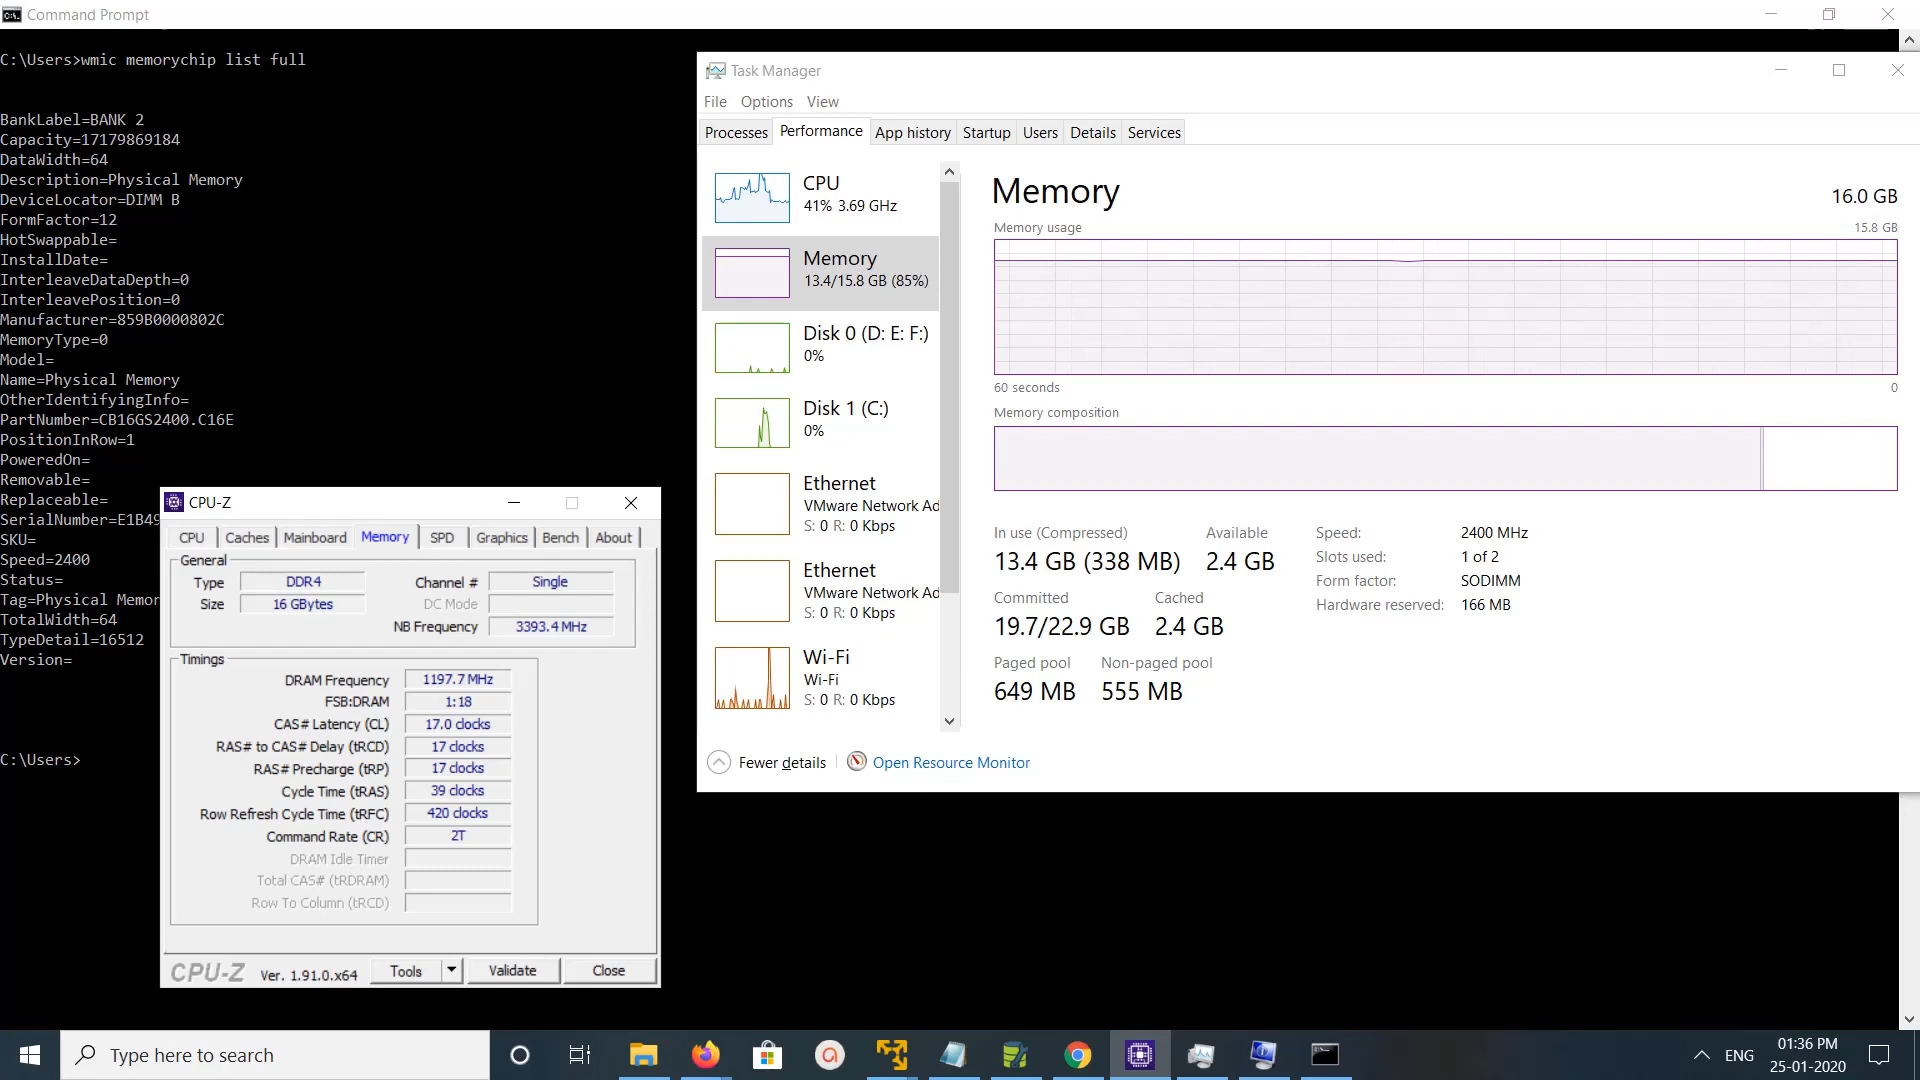 Command Prompt
C:\Users>wmic memorychip list full
BankLabel=BANK 2
Capacity=17179869184
DataWidth=64
Description=Physical Memory
DeviceLocator=DIMM B
FormFactor=12
HotSwappable=
InstallDate=
InterleaveDataDepth=0
InterleavePosition=0
Manufacturer=859B0000802C
MemoryType=0
Model=
Name=Physical Memory
OtherIdentifyingInfo=
PartNumber=CB16GS2400.C16E
PositionInRow=1
PoweredOn=
Removable=
Replaceable=
SerialNumber=E1B49
SKU=
Speed=2400
Status=
Tag=Physical Memor
TotalWidth=64
TypeDetail=16512
Version=
C:\Users>
CPU-Z
CPU Caches Mainboard Memory SPD Graphics Bench About
General
Type DDR4 Channel # Single
Size 16 GBytes DC Mode
NB Frequency 3393.4 MHz
Timings
DRAM Frequency 1197.7 MHz
FSB:DRAM 1:18
CAS# Latency (CL) 17.0 clocks
RAS# to CAS# Delay (tRCD) 17 clocks
RAS# Precharge (tRP) 17 clocks
Cycle Time (tRAS) 39 clocks
Row Refresh Cycle Time (tRFC) 420 clocks
Command Rate (CR) 2T
DRAM Idle Timer
Total CAS# (tRDRAM)
Row To Column (tRCD)
CPU-Z Ver. 1.91.0.x64 Tools Validate Close
Task Manager
File Options View
Processes Performance App history Startup Users Details Services
CPU
41% 3.69 GHz
Memory
13.4/15.8 GB (85%)
Disk 0 (D: E: F:)
0%
Disk 1 (C:)
0%
Ethernet
VMware Network Ad
S: 0 R: 0 Kbps
Ethernet
VMware Network Ad
S: 0 R: 0 Kbps
Wi-Fi
Wi-Fi
S: 0 R: 0 Kbps
Memory 16.0 GB
Memory usage 15.8 GB
60 seconds 0
Memory composition
In use (Compressed) Available
13.4 GB (338 MB) 2.4 GB
Committed Cached
19.7/22.9 GB 2.4 GB
Paged pool Non-paged pool
649 MB 555 MB
Speed: 2400 MHz
Slots used: 1 of 2
Form factor: SODIMM
Hardware reserved: 166 MB
Fewer details Open Resource Monitor
Type here to search
ENG
01:36 PM
25-01-2020